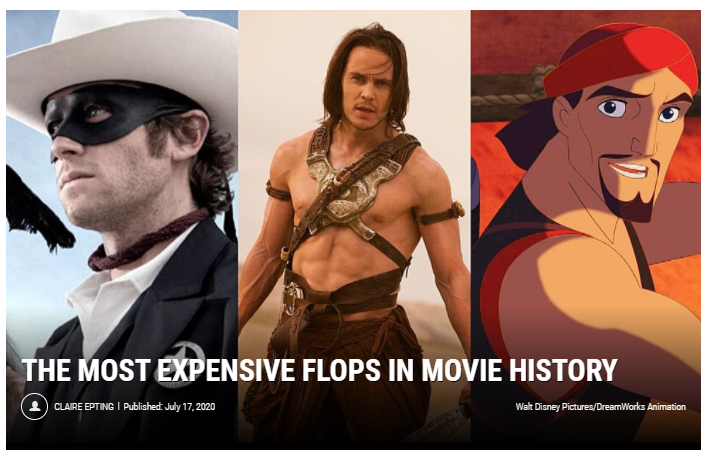 THE MOST EXPENSIVE FLOPS IN MOVIE HISTORY
CLAIRE EPTING | Published: July 17, 2020
Walt Disney Pictures/DreamWorks Animation